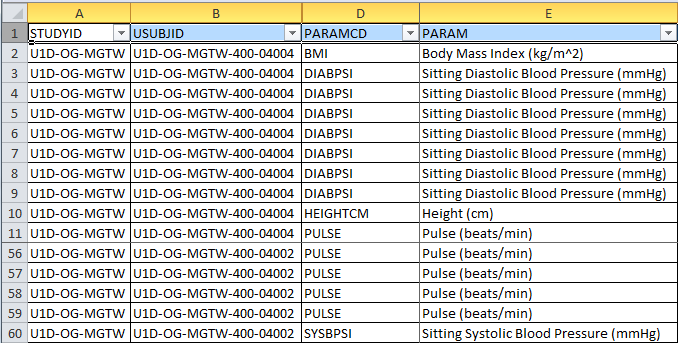 A B D E
1 STUDYID USUBJID PARAMCD PARAM
2 U1D-OG-MGTW U1D-OG-MGTW-400-04004 BMI Body Mass Index (kg/m^2)
3 U1D-OG-MGTW U1D-OG-MGTW-400-04004 DIABPSI Sitting Diastolic Blood Pressure (mmHg)
4 U1D-OG-MGTW U1D-OG-MGTW-400-04004 DIABPSI Sitting Diastolic Blood Pressure (mmHg)
5 U1D-OG-MGTW U1D-OG-MGTW-400-04004 DIABPSI Sitting Diastolic Blood Pressure (mmHg)
6 U1D-OG-MGTW U1D-OG-MGTW-400-04004 DIABPSI Sitting Diastolic Blood Pressure (mmHg)
7 U1D-OG-MGTW U1D-OG-MGTW-400-04004 DIABPSI Sitting Diastolic Blood Pressure (mmHg)
8 U1D-OG-MGTW U1D-OG-MGTW-400-04004 DIABPSI Sitting Diastolic Blood Pressure (mmHg)
9 U1D-OG-MGTW U1D-OG-MGTW-400-04004 DIABPSI Sitting Diastolic Blood Pressure (mmHg)
10 U1D-OG-MGTW U1D-OG-MGTW-400-04004 HEIGHTCM Height (cm)
11 U1D-OG-MGTW U1D-OG-MGTW-400-04004 PULSE Pulse (beats/min)
56 U1D-OG-MGTW U1D-OG-MGTW-400-04002 PULSE Pulse (beats/min)
57 U1D-OG-MGTW U1D-OG-MGTW-400-04002 PULSE Pulse (beats/min)
58 U1D-OG-MGTW U1D-OG-MGTW-400-04002 PULSE Pulse (beats/min)
59 U1D-OG-MGTW U1D-OG-MGTW-400-04002 PULSE Pulse (beats/min)
60 U1D-OG-MGTW U1D-OG-MGTW-400-04002 SYSBPSI Sitting Systolic Blood Pressure (mmHg)